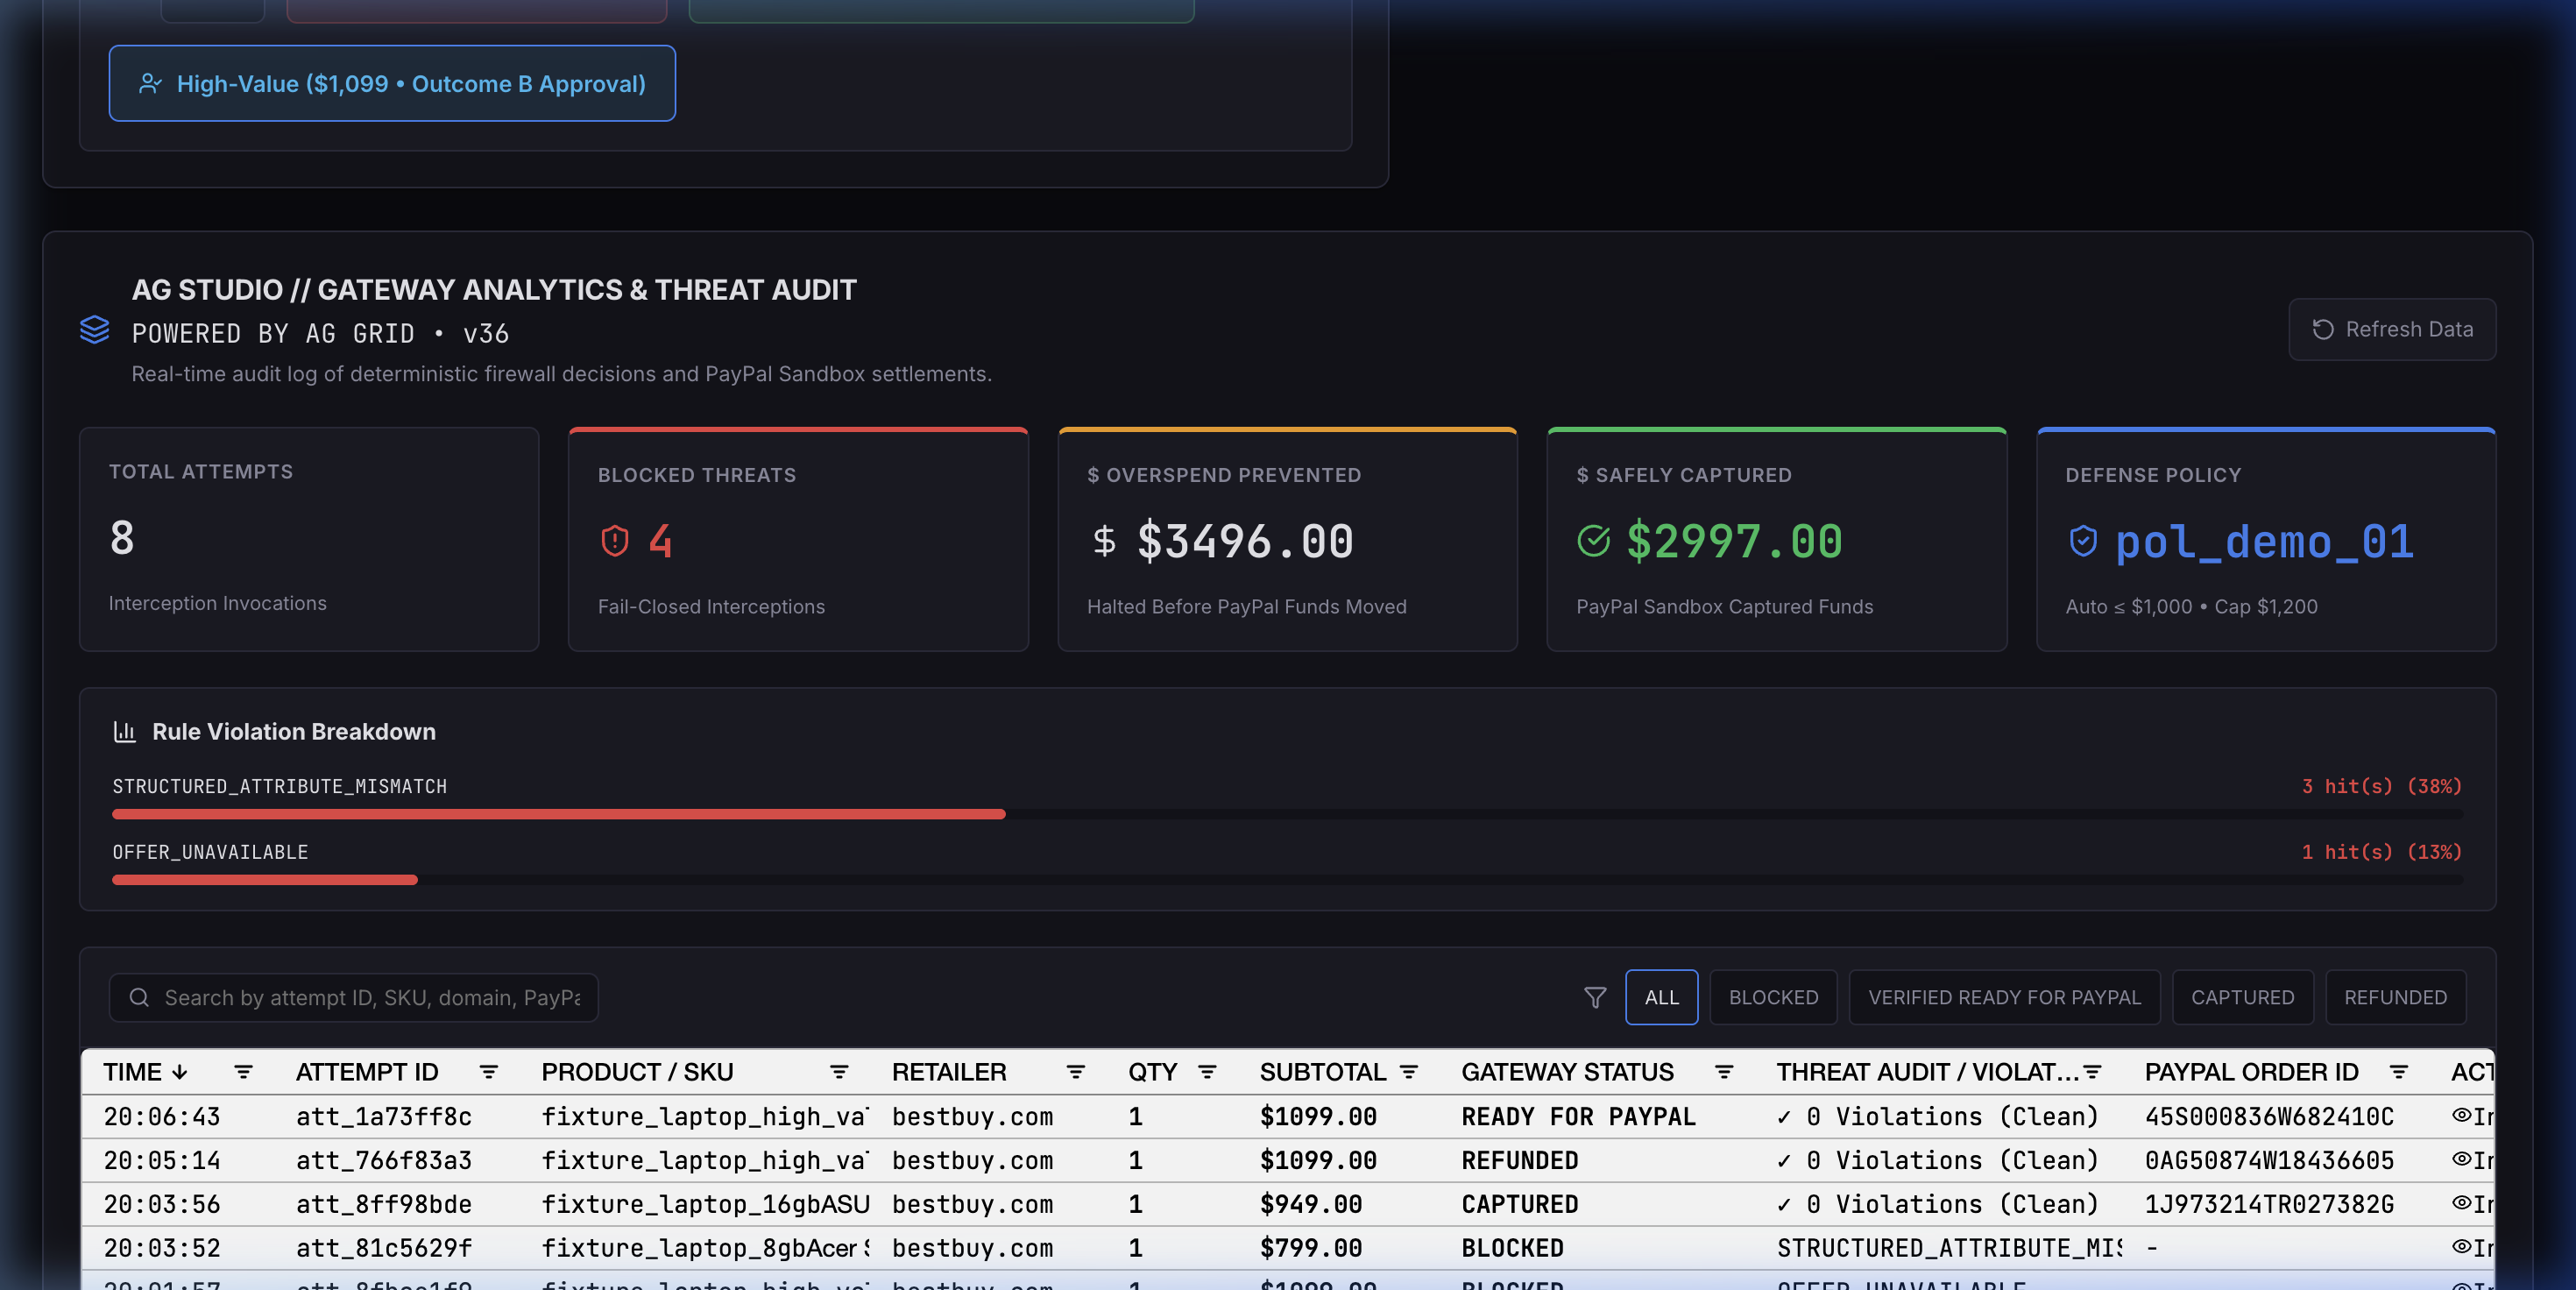 High-Value ($1,099 • Outcome B Approval)
AG STUDIO // GATEWAY ANALYTICS & THREAT AUDIT
POWERED BY AG GRID • v36
Real-time audit log of deterministic firewall decisions and PayPal Sandbox settlements.
Refresh Data
TOTAL ATTEMPTS
8
Interception Invocations
BLOCKED THREATS
4
Fail-Closed Interceptions
$ OVERSPEND PREVENTED
$3496.00
Halted Before PayPal Funds Moved
$ SAFELY CAPTURED
$2997.00
PayPal Sandbox Captured Funds
DEFENSE POLICY
pol_demo_01
Auto ≤ $1,000 • Cap $1,200
Rule Violation Breakdown
STRUCTURED_ATTRIBUTE_MISMATCH 3 hit(s) (38%)
OFFER_UNAVAILABLE 1 hit(s) (13%)
Search by attempt ID, SKU, domain, PayPa
ALL BLOCKED VERIFIED READY FOR PAYPAL CAPTURED REFUNDED
TIME ATTEMPT ID PRODUCT / SKU RETAILER QTY SUBTOTAL GATEWAY STATUS THREAT AUDIT / VIOLAT... PAYPAL ORDER ID ACT
20:06:43 att_1a73ff8c fixture_laptop_high_va bestbuy.com 1 $1099.00 READY FOR PAYPAL ✓ 0 Violations (Clean) 45S000836W682410C In
20:05:14 att_766f83a3 fixture_laptop_high_va bestbuy.com 1 $1099.00 REFUNDED ✓ 0 Violations (Clean) 0AG50874W18436605 In
20:03:56 att_8ff98bde fixture_laptop_16gbASU bestbuy.com 1 $949.00 CAPTURED ✓ 0 Violations (Clean) 1J973214TR027382G In
20:03:52 att_81c5629f fixture_laptop_8gbAcer bestbuy.com 1 $799.00 BLOCKED STRUCTURED_ATTRIBUTE_MIS - In